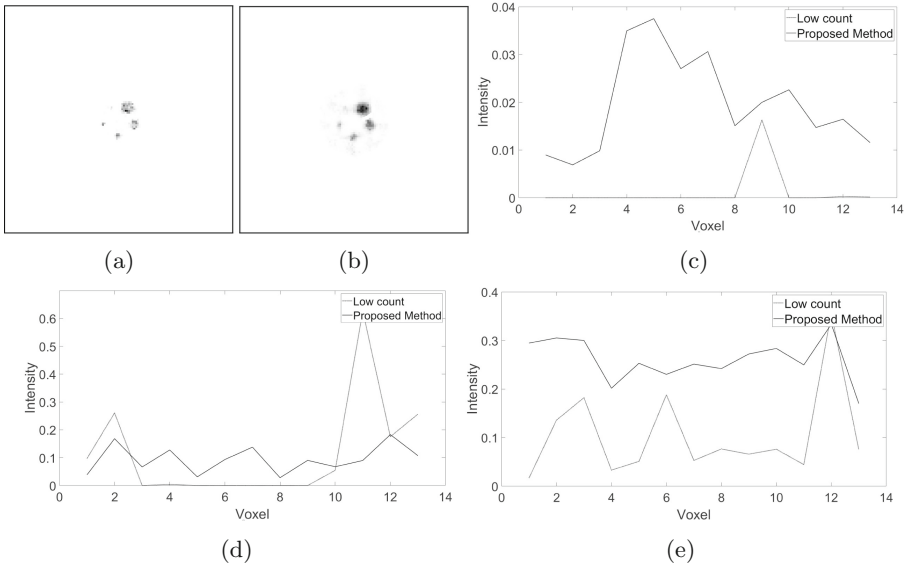 0.04
0.03
0.02
0.01
0
Intensity
0 2 4 6 8 10 12 14
Voxel
Low count
Proposed Method
(a)
(b)
(c)
0.6
0.5
0.4
0.3
0.2
0.1
0
Intensity
0 2 4 6 8 10 12 14
Voxel
Low count
Proposed Method
0.4
0.3
0.2
0.1
0
Intensity
0 2 4 6 8 10 12 14
Voxel
Low count
Proposed Method
(d)
(e)